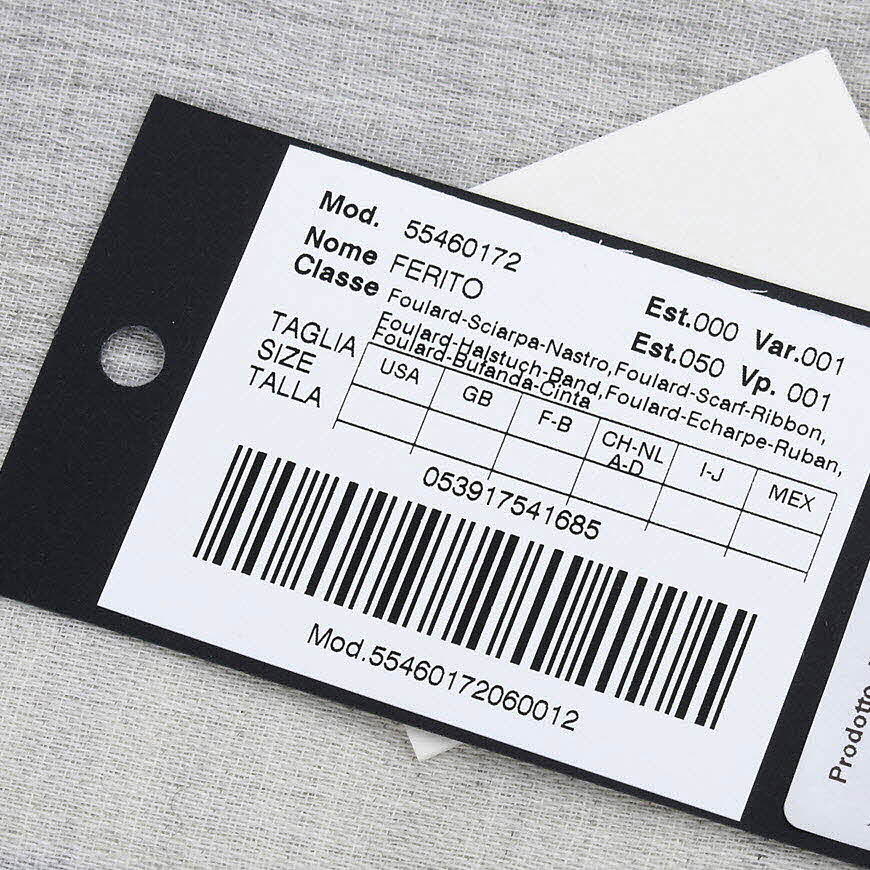 Mod. 55460172
Nome FERITO
Classe Foulard-Sciarpa-Nastro,Foulard-Scarf-Ribbon,
Foulard-Halstuch-Band,Foulard-Echarpe-Ruban,
Foulard-Bufanda-Cinta
Est.000 Var.001
Est.050 Vp. 001
TAGLIA
SIZE
TALLA
USA GB F-B CH-NL A-D I-J MEX
053917541685
Mod.55460172060012
Prodotto